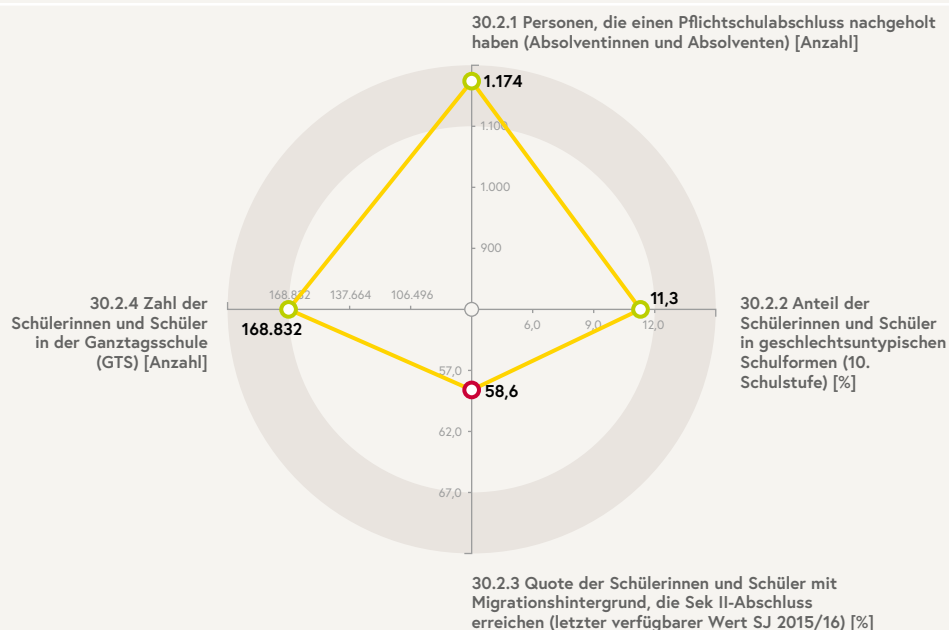 30.2.1 Personen, die einen Pflichtschulabschluss nachgeholt
haben (Absolventinnen und Absolventen) [Anzahl]
1.174
1.100
1.000
900
30.2.4 Zahl der
Schülerinnen und Schüler
in der Ganztagsschule
(GTS) [Anzahl]
168.832
137.664
106.496
168.832
11,3
6,0
9,0
12,0
30.2.2 Anteil der
Schülerinnen und Schüler
in geschlechtsuntypischen
Schulformen (10.
Schulstufe) [%]
57,0
58,6
62,0
67,0
30.2.3 Quote der Schülerinnen und Schüler mit
Migrationshintergrund, die Sek II-Abschluss
erreichen (letzter verfügbarer Wert SJ 2015/16) [%]